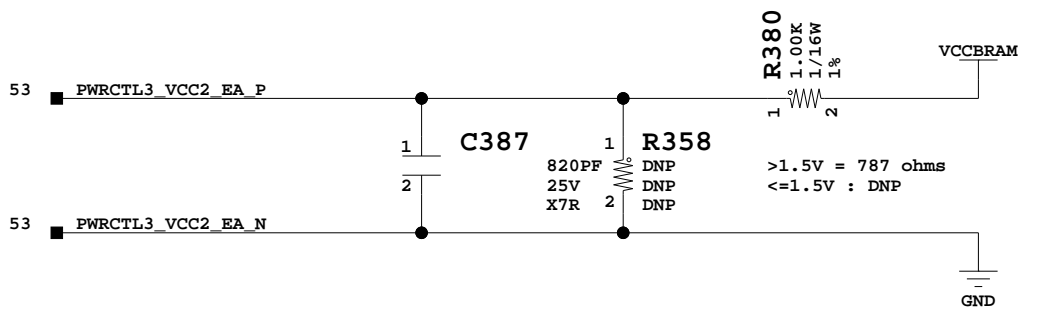 R380
1.00K
1/16W
1%
VCCBRAM
53 PWRCTL3_VCC2_EA_P
1 2
1
2
C387
820PF
25V
X7R
1
2
R358
DNP
DNP
DNP
>1.5V = 787 ohms
<=1.5V : DNP
53 PWRCTL3_VCC2_EA_N
GND